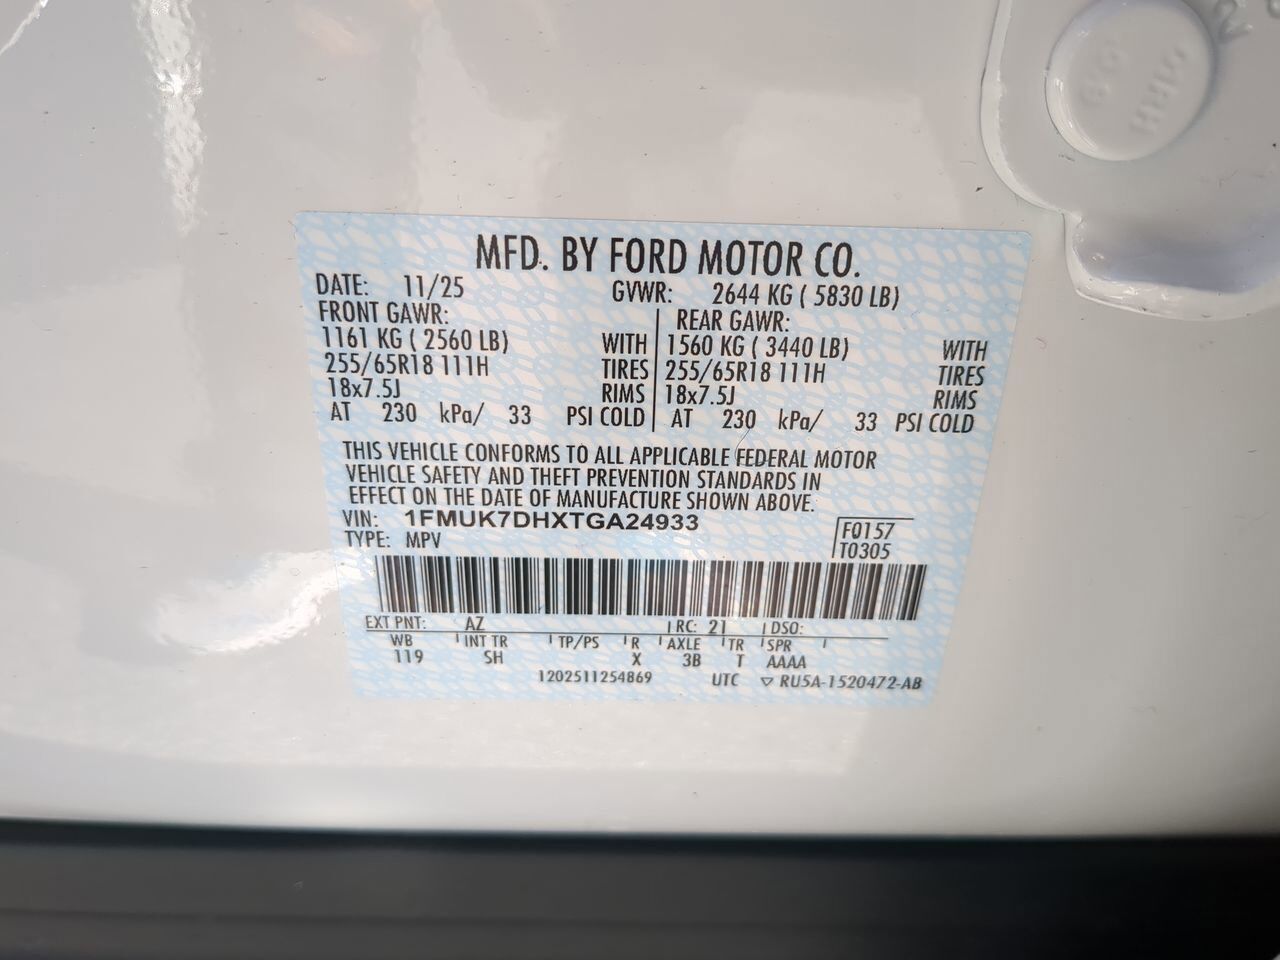 MFD. BY FORD MOTOR CO.
DATE: 11/25 GVWR: 2644 KG ( 5830 LB)
FRONT GAWR: REAR GAWR:
1161 KG ( 2560 LB) WITH 1560 KG ( 3440 LB) WITH
255/65R18 111H TIRES 255/65R18 111H TIRES
18x7.5J RIMS 18x7.5J RIMS
AT 230 kPa/ 33 PSI COLD AT 230 kPa/ 33 PSI COLD
THIS VEHICLE CONFORMS TO ALL APPLICABLE FEDERAL MOTOR
VEHICLE SAFETY AND THEFT PREVENTION STANDARDS IN
EFFECT ON THE DATE OF MANUFACTURE SHOWN ABOVE.
VIN: 1FMUK7DHXTGA24933
F0157
TYPE: MPV
T0305
EXT PNT: AZ RC: 21 DSO:
WB INT TR TP/PS R AXLE TR SPR
119 SH X 3B T AAAA
1202511254869 UTC ▽ RU5A-1520472-AB